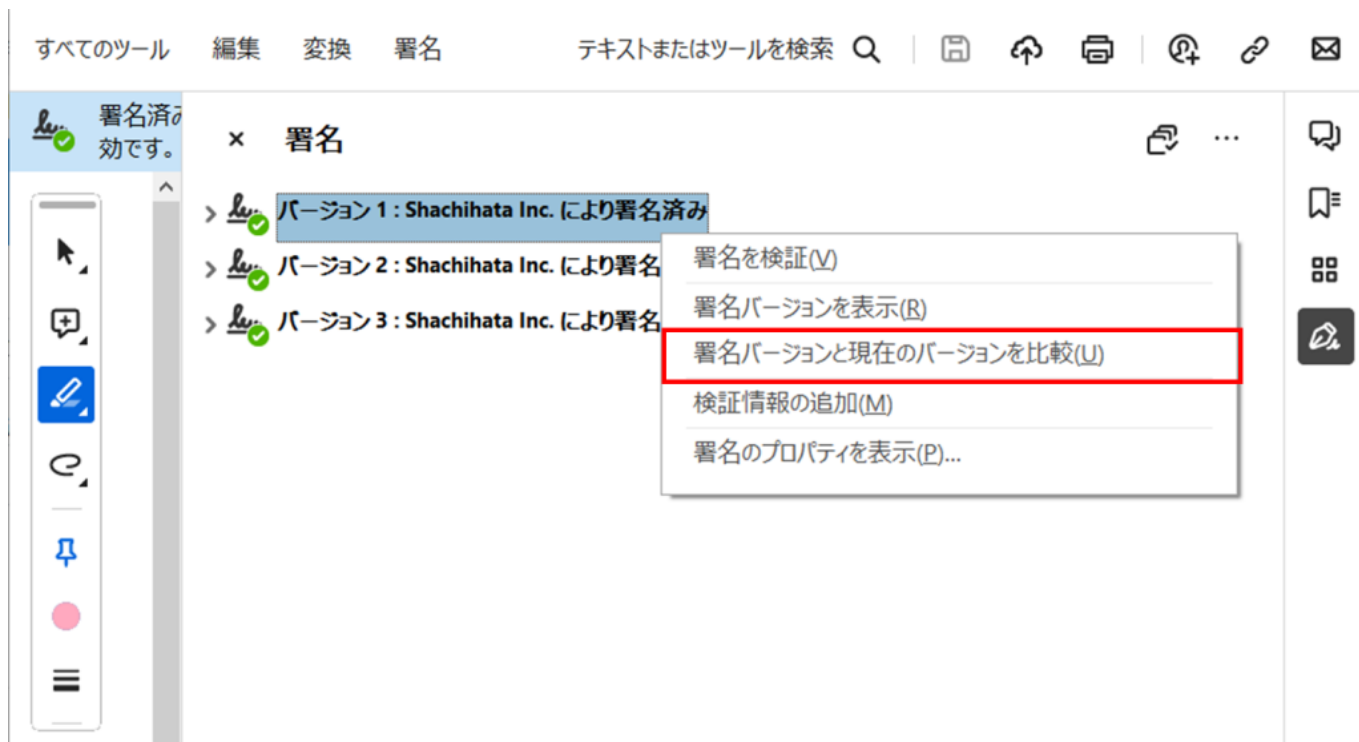 すべてのツール 編集 変換 署名 テキストまたはツールを検索
署名済み
効です。
署名
バージョン 1 : Shachihata Inc. により署名済み
バージョン 2 : Shachihata Inc. により署名
バージョン 3 : Shachihata Inc. により署名
署名を検証(V)
署名バージョンを表示(R)
署名バージョンと現在のバージョンを比較(U)
検証情報の追加(M)
署名のプロパティを表示(P)...